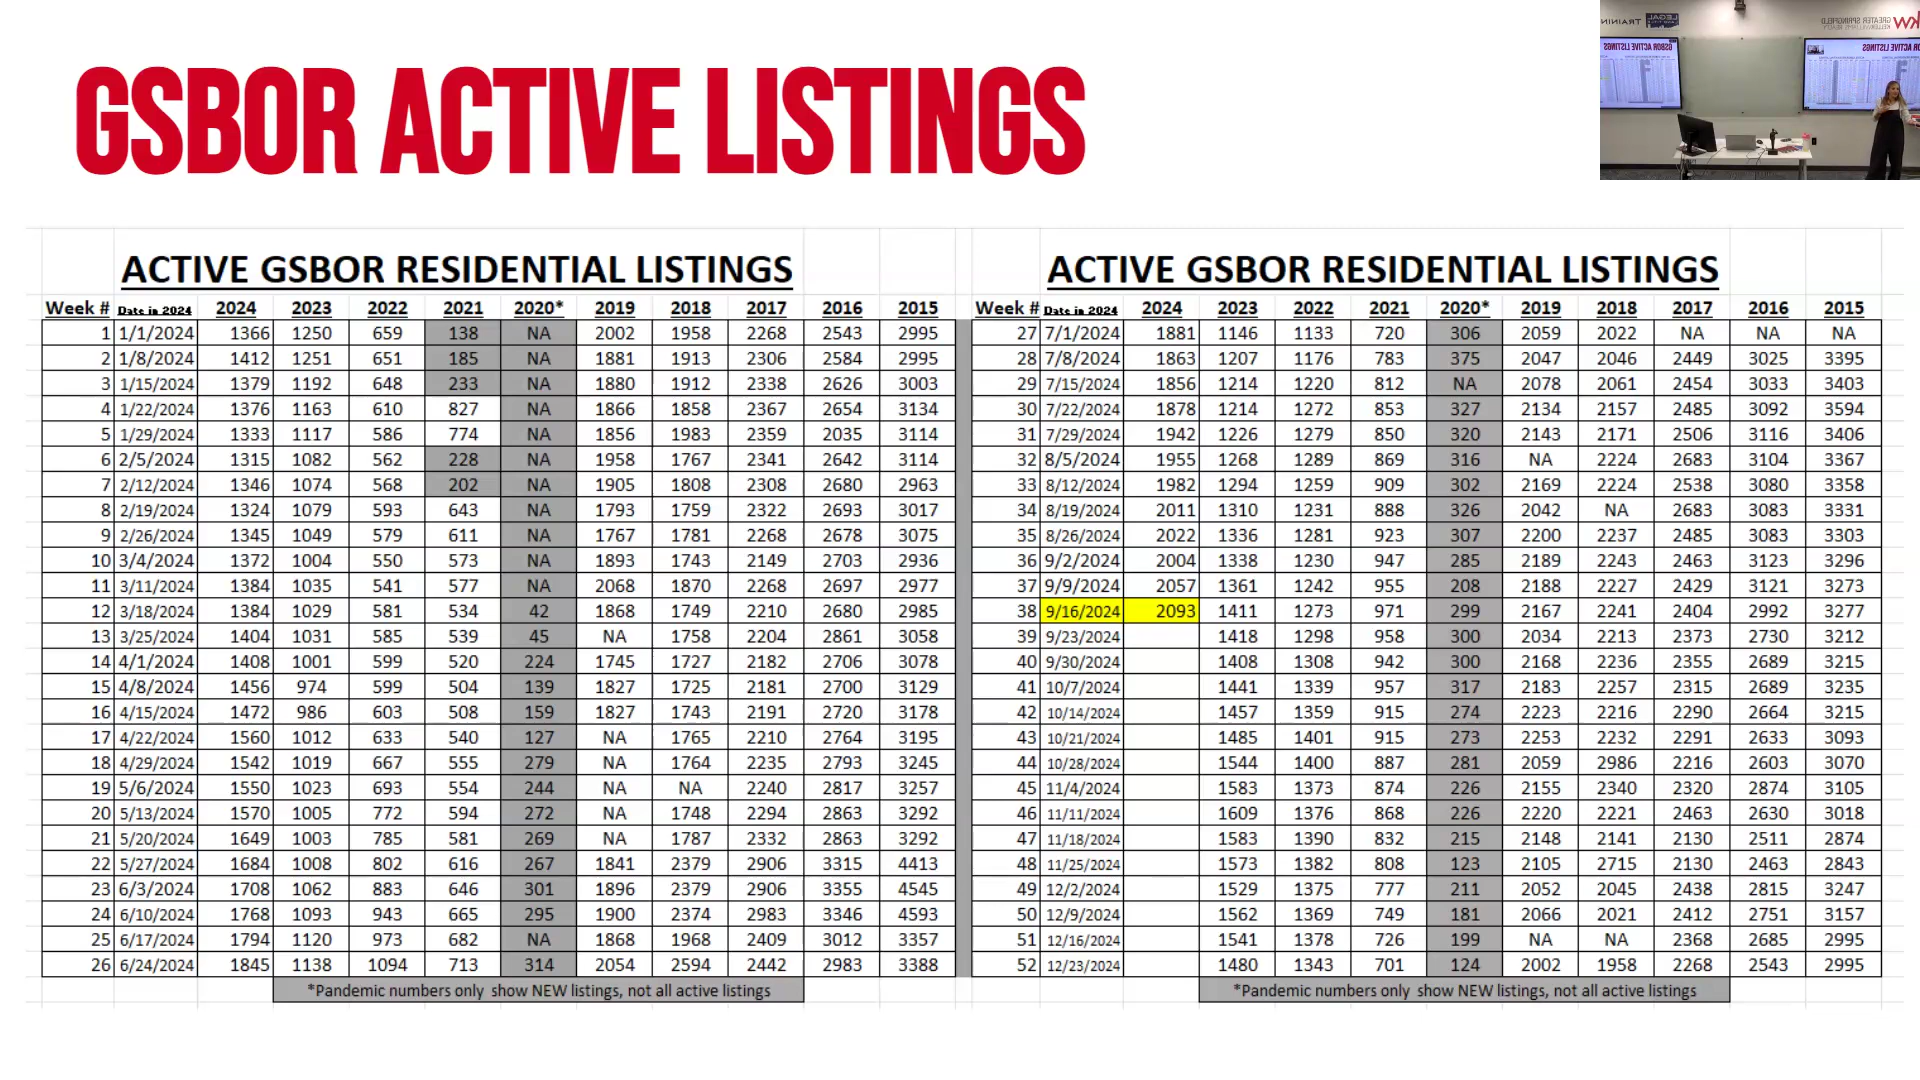 GSBOR ACTIVE LISTINGS
GREATER SPRINGFIELD
kw
ACTIVE GSBOR RESIDENTIAL LISTINGS
Week # Date in 2024 2024 2023 2022 2021 2020* 2019 2018 2017 2016 2015
1 1/1/2024 1366 1250 659 138 NA 2002 1958 2268 2543 2995
2 1/8/2024 1412 1251 651 185 NA 1881 1913 2306 2584 2995
3 1/15/2024 1379 1192 648 233 NA 1880 1912 2338 2626 3003
4 1/22/2024 1376 1163 610 827 NA 1866 1858 2367 2654 3134
5 1/29/2024 1333 1117 586 774 NA 1856 1983 2359 2035 3114
6 2/5/2024 1315 1082 562 228 NA 1958 1767 2341 2642 3114
7 2/12/2024 1346 1074 568 202 NA 1905 1808 2308 2680 2963
8 2/19/2024 1324 1079 593 643 NA 1793 1759 2322 2693 3017
9 2/26/2024 1345 1049 579 611 NA 1767 1781 2268 2678 3075
10 3/4/2024 1372 1004 550 573 NA 1893 1743 2149 2703 2936
11 3/11/2024 1384 1035 541 577 NA 2068 1870 2268 2697 2977
12 3/18/2024 1384 1029 581 534 42 1868 1749 2210 2680 2985
13 3/25/2024 1404 1031 585 539 45 NA 1758 2204 2861 3058
14 4/1/2024 1408 1001 599 520 224 1745 1727 2182 2706 3078
15 4/8/2024 1456 974 599 504 139 1827 1725 2181 2700 3129
16 4/15/2024 1472 986 603 508 159 1827 1743 2191 2720 3178
17 4/22/2024 1560 1012 633 540 127 NA 1765 2210 2764 3195
18 4/29/2024 1542 1019 667 555 279 NA 1764 2235 2793 3245
19 5/6/2024 1550 1023 693 554 244 NA NA 2240 2817 3257
20 5/13/2024 1570 1005 772 594 272 NA 1748 2294 2863 3292
21 5/20/2024 1649 1003 785 581 269 NA 1787 2332 2863 3292
22 5/27/2024 1684 1008 802 616 267 1841 2379 2906 3315 4413
23 6/3/2024 1708 1062 883 646 301 1896 2379 2906 3355 4545
24 6/10/2024 1768 1093 943 665 295 1900 2374 2983 3346 4593
25 6/17/2024 1794 1120 973 682 NA 1868 1968 2409 3012 3357
26 6/24/2024 1845 1138 1094 713 314 2054 2594 2442 2983 3388
*Pandemic numbers only show NEW listings, not all active listings
ACTIVE GSBOR RESIDENTIAL LISTINGS
Week # Date in 2024 2024 2023 2022 2021 2020* 2019 2018 2017 2016 2015
27 7/1/2024 1881 1146 1133 720 306 2059 2022 NA NA NA
28 7/8/2024 1863 1207 1176 783 375 2047 2046 2449 3025 3395
29 7/15/2024 1856 1214 1220 812 NA 2078 2061 2454 3033 3403
30 7/22/2024 1878 1214 1272 853 327 2134 2157 2485 3092 3594
31 7/29/2024 1942 1226 1279 850 320 2143 2171 2506 3116 3406
32 8/5/2024 1955 1268 1289 869 316 NA 2224 2683 3104 3367
33 8/12/2024 1982 1294 1259 909 302 2169 2224 2538 3080 3358
34 8/19/2024 2011 1310 1231 888 326 2042 NA 2683 3083 3331
35 8/26/2024 2022 1336 1281 923 307 2200 2237 2485 3083 3303
36 9/2/2024 2004 1338 1230 947 285 2189 2243 2463 3123 3296
37 9/9/2024 2057 1361 1242 955 208 2188 2227 2429 3121 3273
38 9/16/2024 2093 1411 1273 971 299 2167 2241 2404 2992 3277
39 9/23/2024 1418 1298 958 300 2034 2213 2373 2730 3212
40 9/30/2024 1408 1308 942 300 2168 2236 2355 2689 3215
41 10/7/2024 1441 1339 957 317 2183 2257 2315 2689 3235
42 10/14/2024 1457 1359 915 274 2223 2216 2290 2664 3215
43 10/21/2024 1485 1401 915 273 2253 2232 2291 2633 3093
44 10/28/2024 1544 1400 887 281 2059 2986 2216 2603 3070
45 11/4/2024 1583 1373 874 226 2155 2340 2320 2874 3105
46 11/11/2024 1609 1376 868 226 2220 2221 2463 2630 3018
47 11/18/2024 1583 1390 832 215 2148 2141 2130 2511 2874
48 11/25/2024 1573 1382 808 123 2105 2715 2130 2463 2843
49 12/2/2024 1529 1375 777 211 2052 2045 2438 2815 3247
50 12/9/2024 1562 1369 749 181 2066 2021 2412 2751 3157
51 12/16/2024 1541 1378 726 199 NA NA 2368 2685 2995
52 12/23/2024 1480 1343 701 124 2002 1958 2268 2543 2995
*Pandemic numbers only show NEW listings, not all active listings